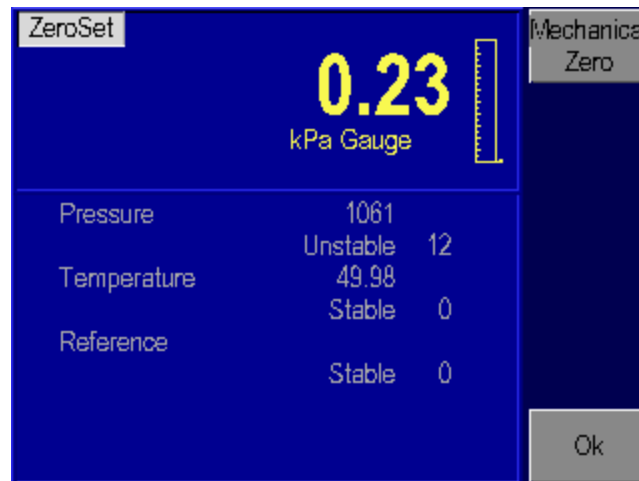 ZeroSet
Mechanica
Zero
0.23
kPa Gauge
Pressure 1061
Unstable 12
Temperature 49.98
Stable 0
Reference
Stable 0
Ok